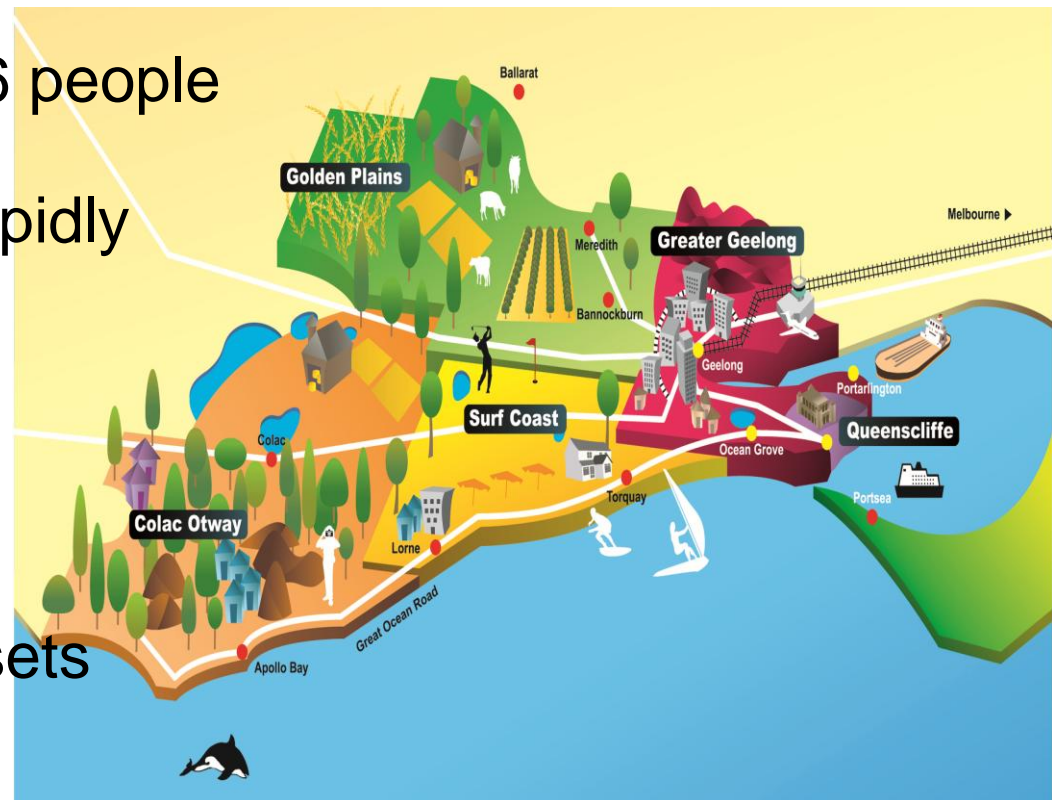 6 people
pidly
sets
Ballarat
Golden Plains
Melbourne
Meredith
Greater Geelong
Bannockburn
Geelong
Portarlington
Surf Coast
Queenscliffe
Colac
Ocean Grove
Torquay
Portsea
Colac Otway
Lorne
Great Ocean Road
Apollo Bay